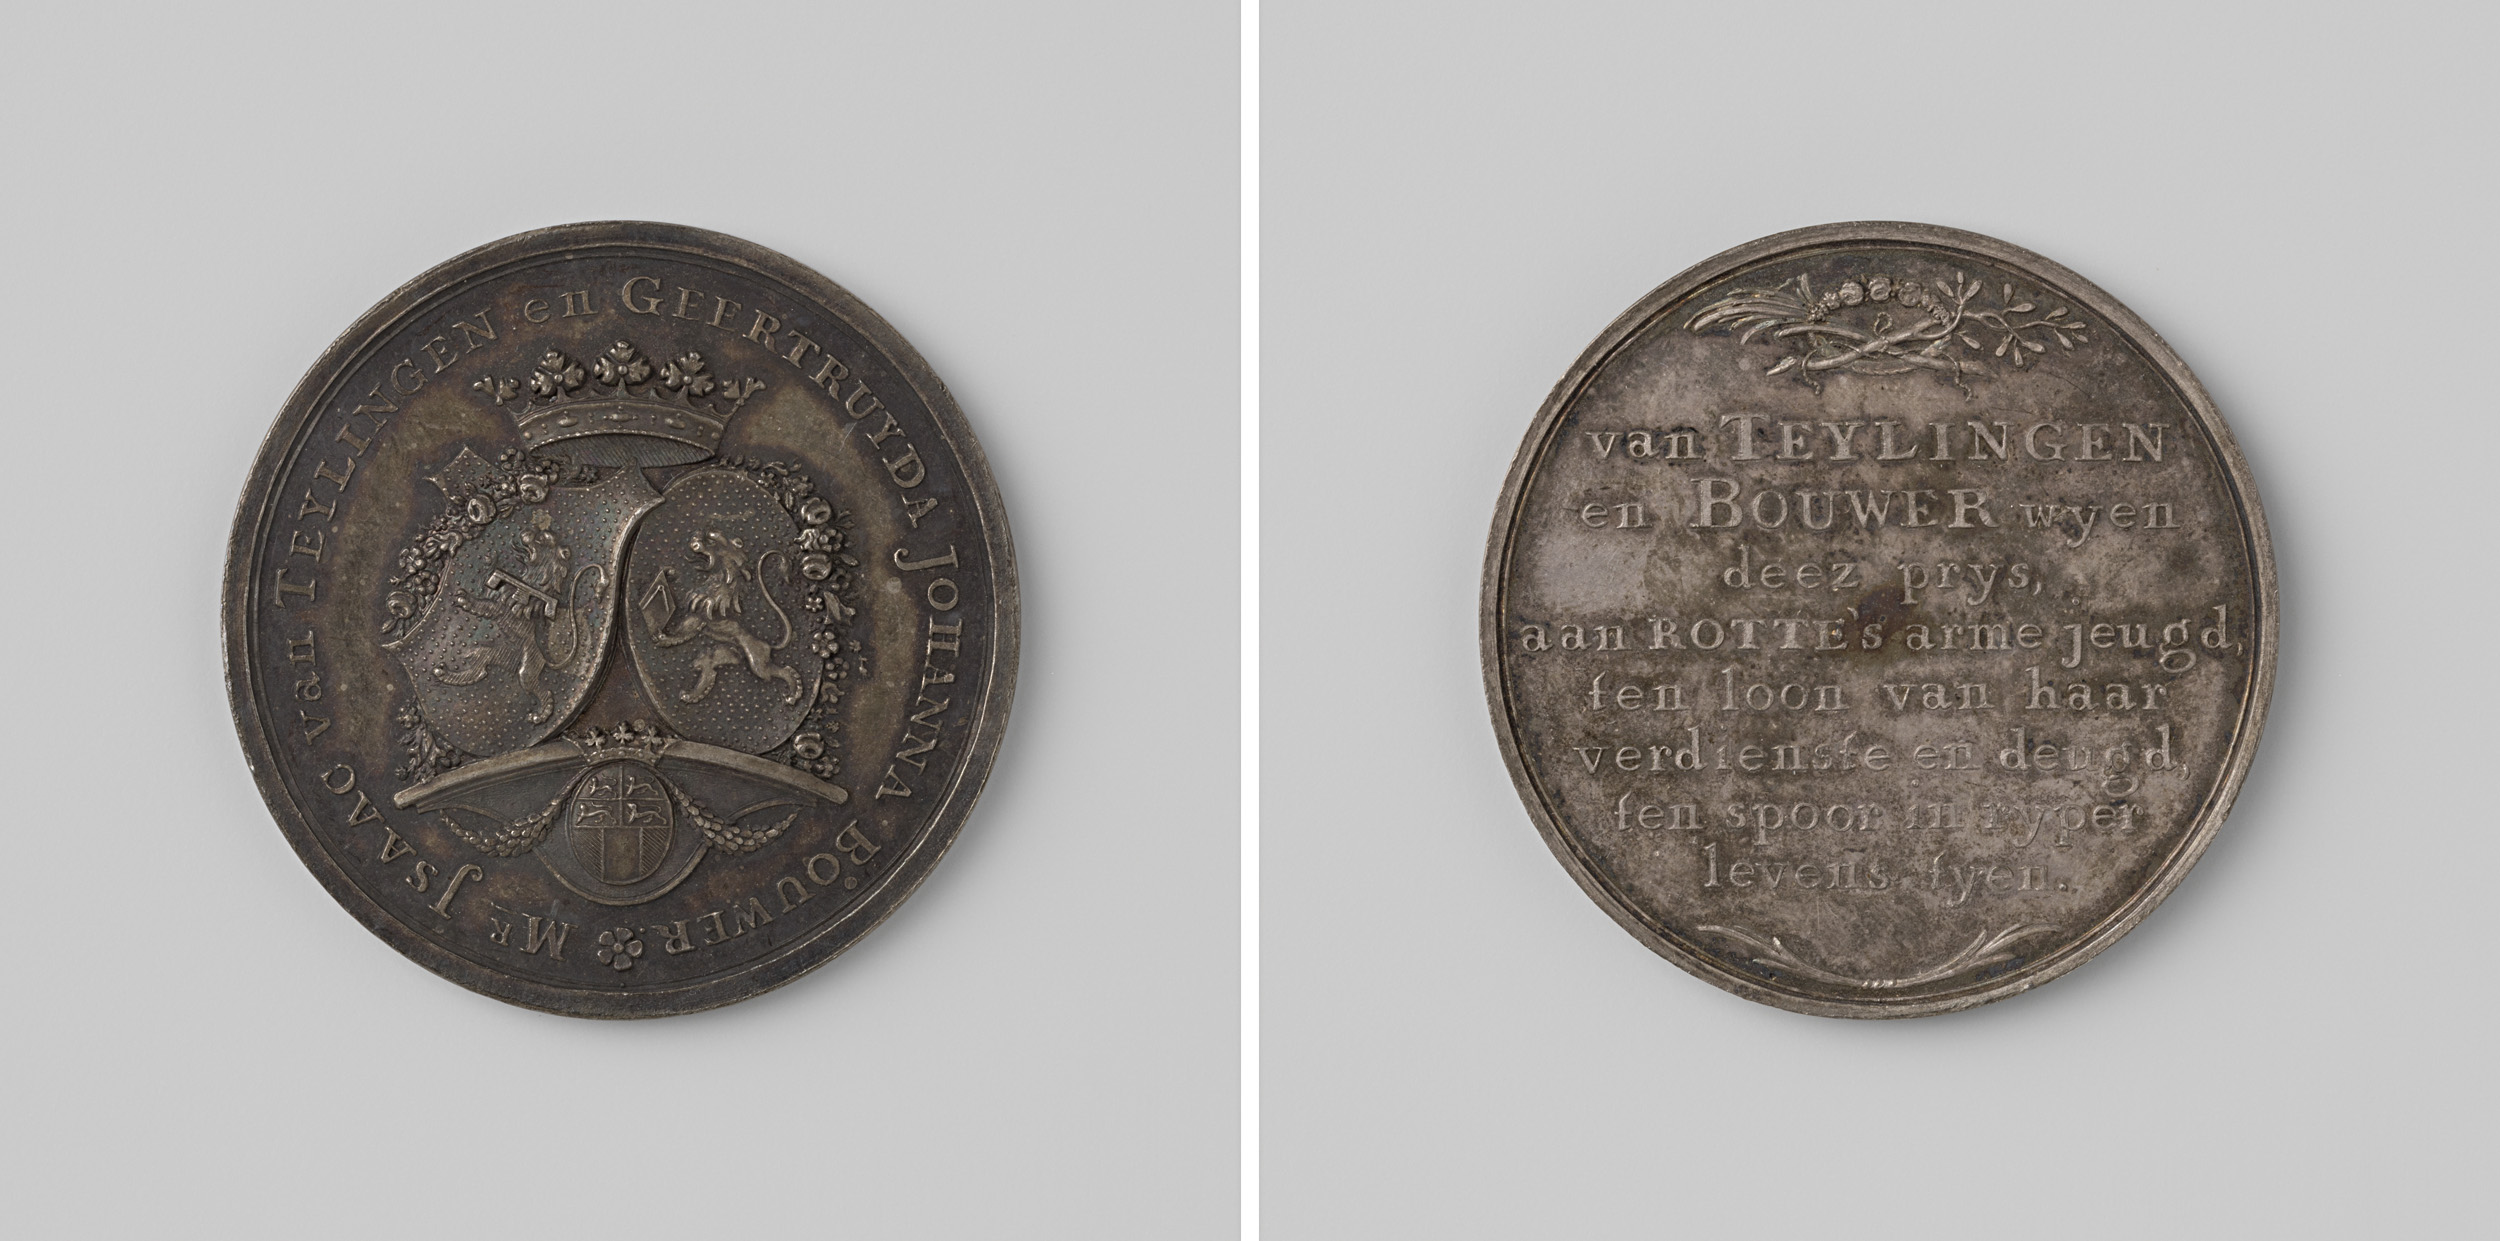 Mr JSAAC van TEYLINGEN en GEERTRUYDA JOHANNA BOUWER.
van TEYLINGEN
en BOUWER wyen
deez prys,
aan ROTTE's arme jeugd,
ten loon van haar
verdienste en deugd,
ten spoor in ryper
levens tyen.